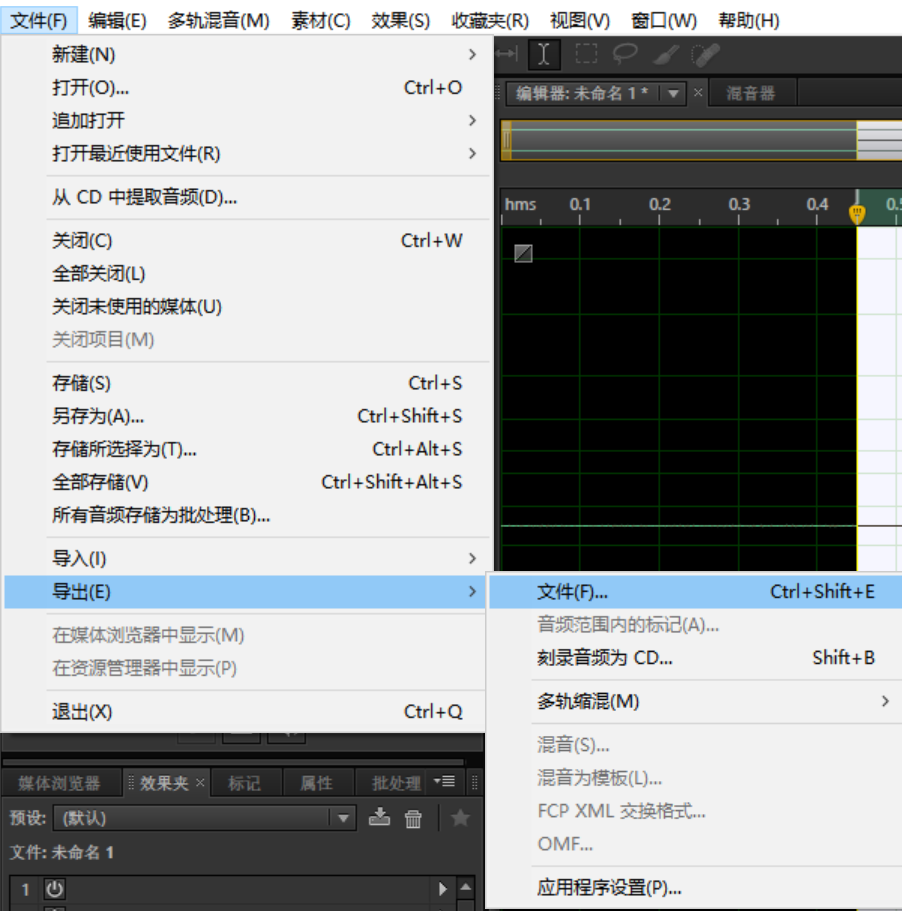 文件(F) 编辑(E) 多轨混音(M) 素材(C) 效果(S) 收藏夹(R) 视图(V) 窗口(W) 帮助(H)
新建(N)
打开(O)... Ctrl+O
追加打开
打开最近使用文件(R)
从 CD 中提取音频(D)...
关闭(C) Ctrl+W
全部关闭(L)
关闭未使用的媒体(U)
关闭项目(M)
存储(S) Ctrl+S
另存为(A)... Ctrl+Shift+S
存储所选择为(T)... Ctrl+Alt+S
全部存储(V) Ctrl+Shift+Alt+S
所有音频存储为批处理(B)...
导入(I)
导出(E)
在媒体浏览器中显示(M)
在资源管理器中显示(P)
退出(X) Ctrl+Q
编辑器: 未命名 1 * 混音器
hms 0.1 0.2 0.3 0.4 0.5
文件(F)... Ctrl+Shift+E
音频范围内的标记(A)...
刻录音频为 CD... Shift+B
多轨缩混(M)
混音(S)...
混音为模板(L)...
FCP XML 交换格式...
OMF...
应用程序设置(P)...
媒体浏览器 效果夹 × 标记 属性 批处理
预设: (默认)
文件: 未命名 1
1